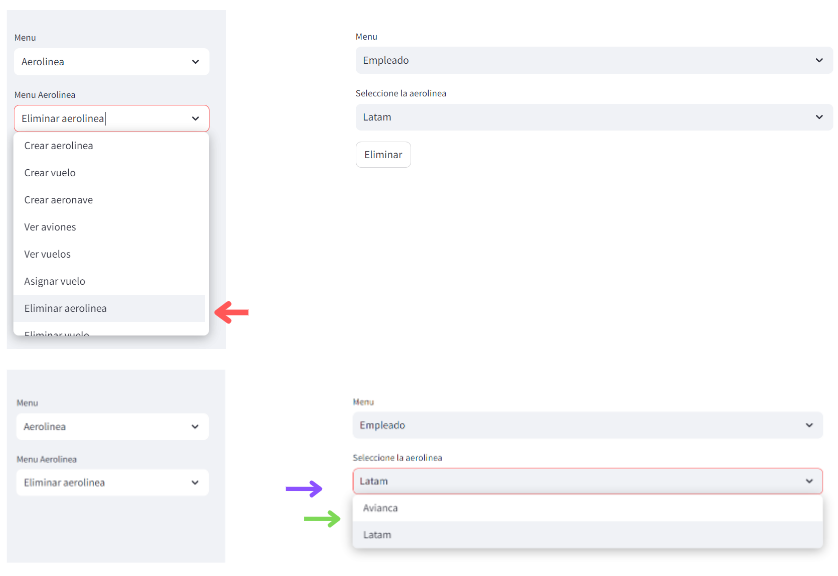 Menu
Aerolinea
Menu Aerolinea
Eliminar aerolinea
Crear aerolinea
Crear vuelo
Crear aeronave
Ver aviones
Ver vuelos
Asignar vuelo
Eliminar aerolinea
Eliminar vuelo
Menu
Empleado
Seleccione la aerolinea
Latam
Eliminar
Menu
Aerolinea
Menu Aerolinea
Eliminar aerolinea
Menu
Empleado
Seleccione la aerolinea
Latam
Avianca
Latam